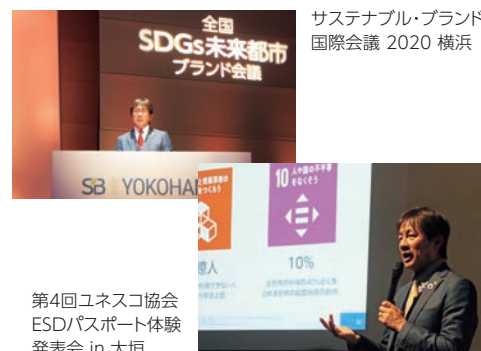 全国
SDGs未来都市
ブランド会議
SB YOKOHA
サステナブル・ブランド
国際会議 2020 横浜
10 人や国の不平等
をなくそう
億人
10%
第4回ユネスコ協会
ESDパスポート体験
発表会 in 大垣